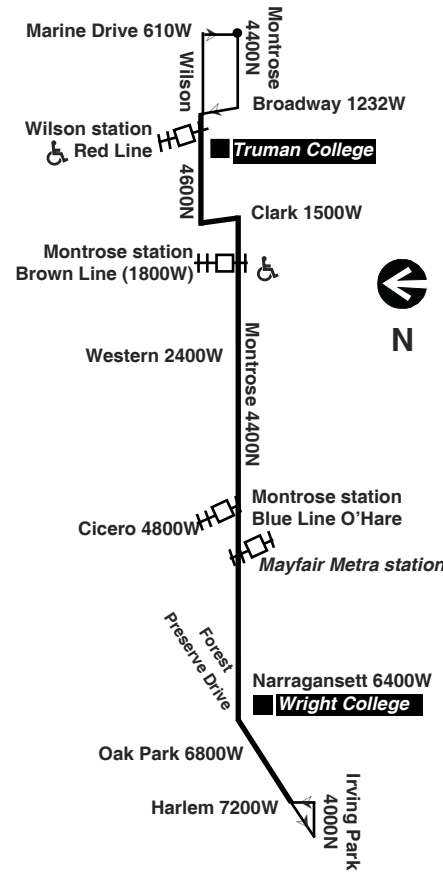 Marine Drive 610W
Montrose
4400N
Wilson
Broadway 1232W
Wilson station
Red Line
Truman College
4600N
Clark 1500W
Montrose station
Brown Line (1800W)
N
Western 2400W
Montrose 4400N
Montrose station
Blue Line O’Hare
Cicero 4800W
Mayfair Metra station
Forest
Preserve Drive
Narragansett 6400W
Wright College
Oak Park 6800W
Harlem 7200W
Irving Park
4000N